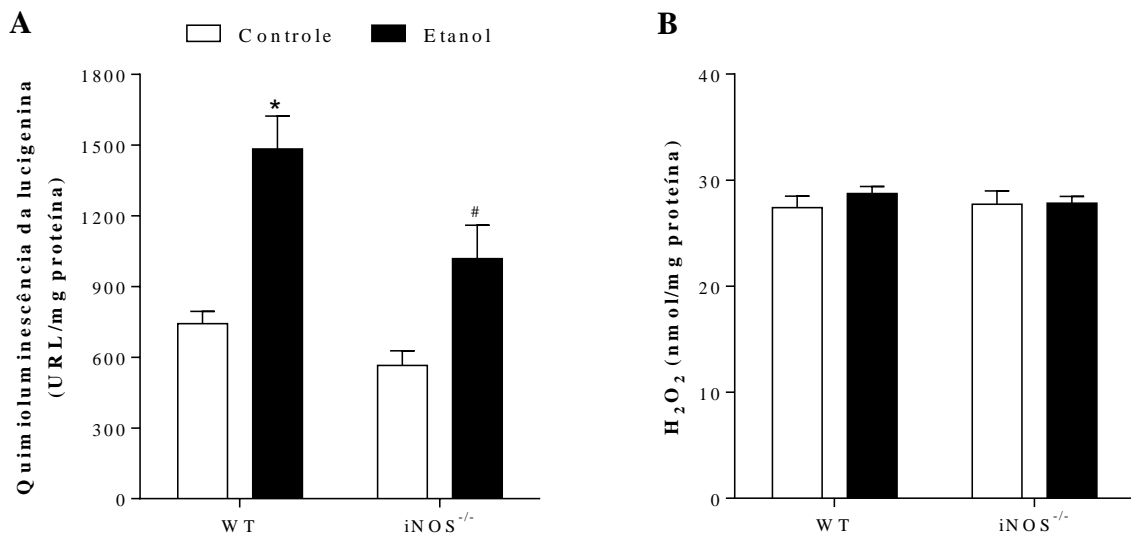 A
Controle Etanol
Quimioluminescência da lucigenina
(URL/mg proteína)
1800
1500
1200
900
600
300
0
*
#
WT iNOS-/-
B
H2O2 (nmol/mg proteína)
40
30
20
10
0
WT iNOS-/-